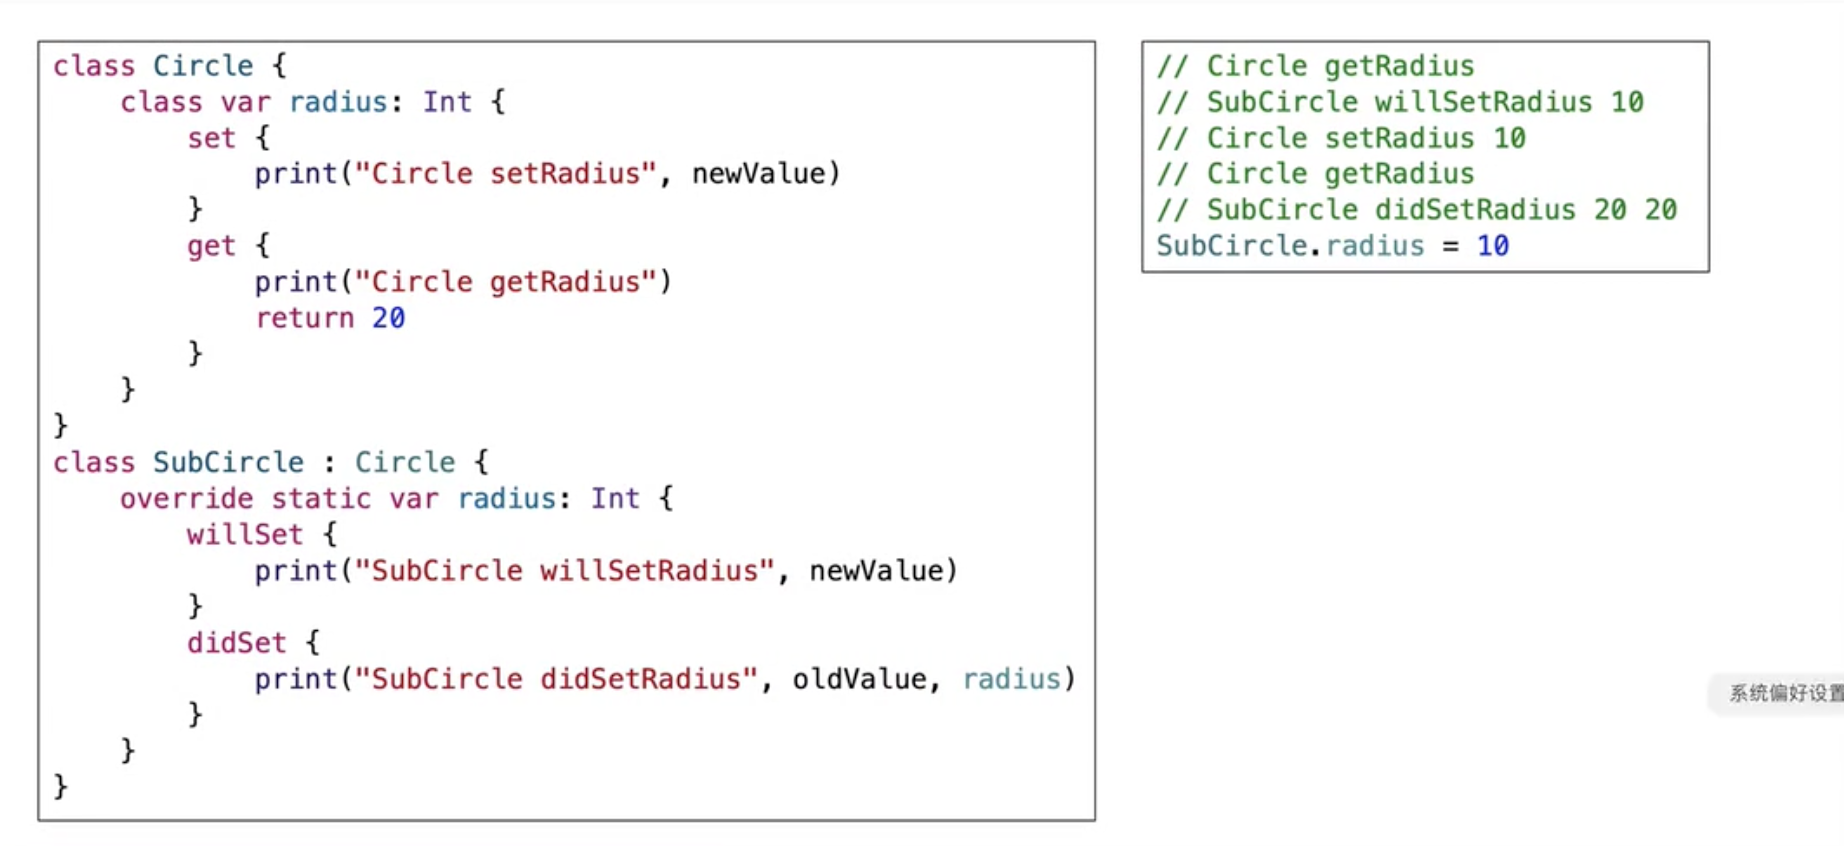 class Circle {
    class var radius: Int {
        set {
            print("Circle setRadius", newValue)
        }
        get {
            print("Circle getRadius")
            return 20
        }
    }
}
class SubCircle : Circle {
    override static var radius: Int {
        willSet {
            print("SubCircle willSetRadius", newValue)
        }
        didSet {
            print("SubCircle didSetRadius", oldValue, radius)
        }
    }
}
// Circle getRadius
// SubCircle willSetRadius 10
// Circle setRadius 10
// Circle getRadius
// SubCircle didSetRadius 20 20
SubCircle.radius = 10
系统偏好设置